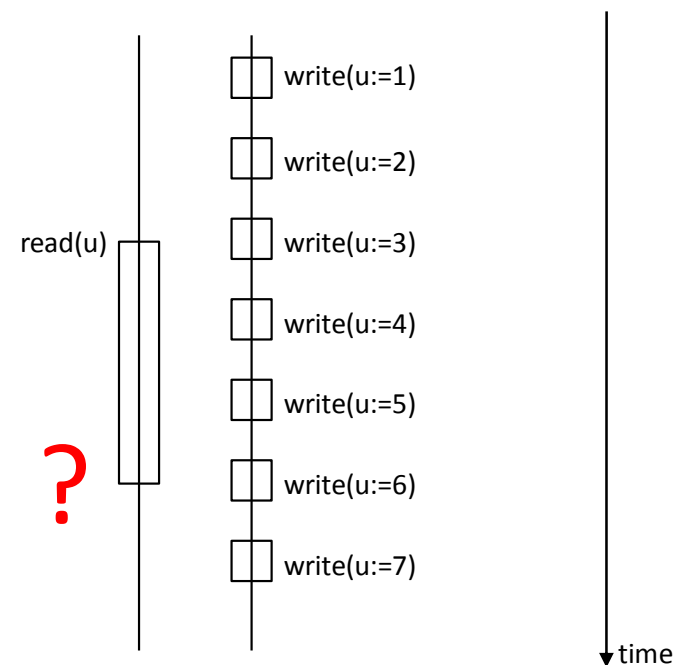 write(u:=1)
write(u:=2)
read(u)
write(u:=3)
write(u:=4)
write(u:=5)
?
write(u:=6)
write(u:=7)
time